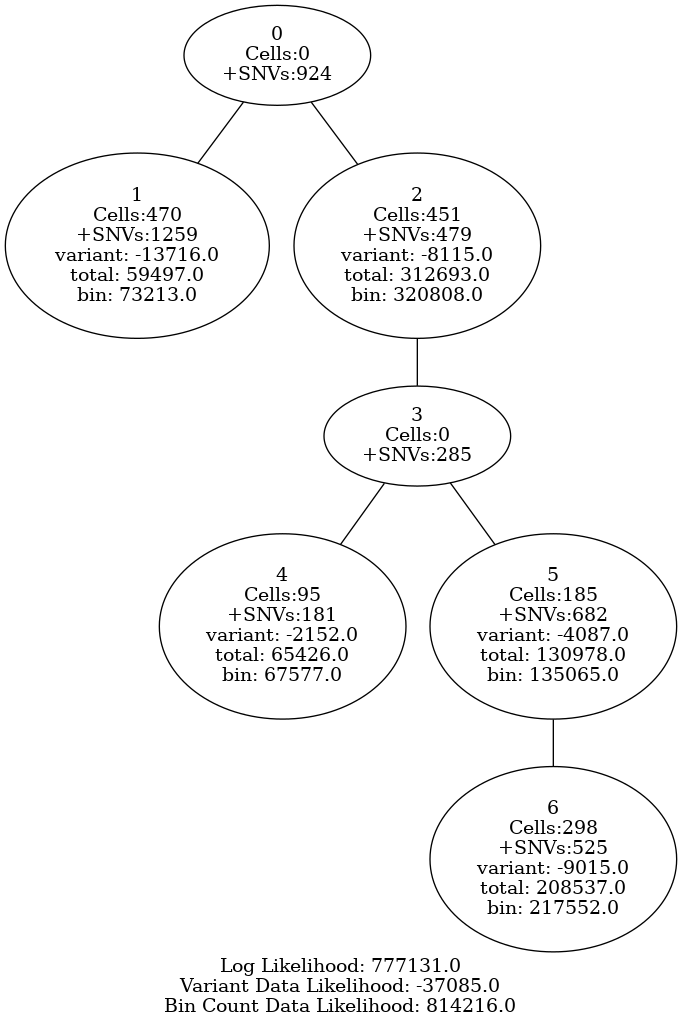 0
Cells:0
+SNVs:924
1
Cells:470
+SNVs:1259
variant: -13716.0
total: 59497.0
bin: 73213.0
2
Cells:451
+SNVs:479
variant: -8115.0
total: 312693.0
bin: 320808.0
3
Cells:0
+SNVs:285
4
Cells:95
+SNVs:181
variant: -2152.0
total: 65426.0
bin: 67577.0
5
Cells:185
+SNVs:682
variant: -4087.0
total: 130978.0
bin: 135065.0
6
Cells:298
+SNVs:525
variant: -9015.0
total: 208537.0
bin: 217552.0
Log Likelihood: 777131.0
Variant Data Likelihood: -37085.0
Bin Count Data Likelihood: 814216.0